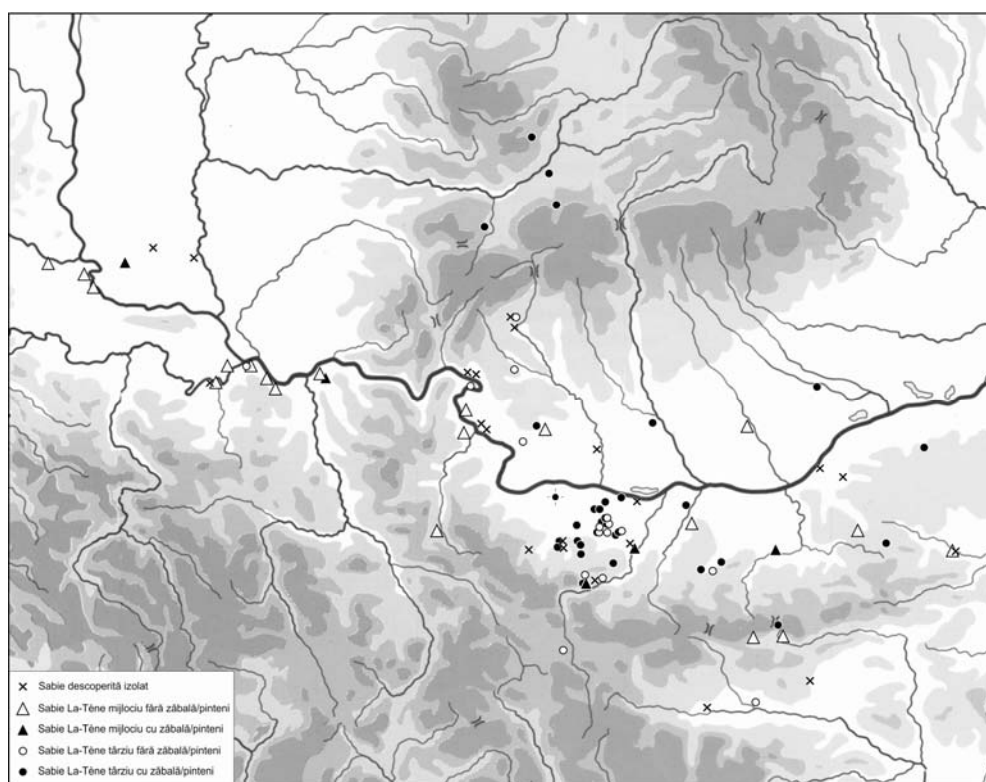 Sabie descoperită izolat
Sabie La-Tène mijlociu fără zăbală/pinteni
Sabie La-Tène mijlociu cu zăbală/pinteni
Sabie La-Tène târziu fără zăbală/pinteni
Sabie La-Tène târziu cu zăbală/pinteni